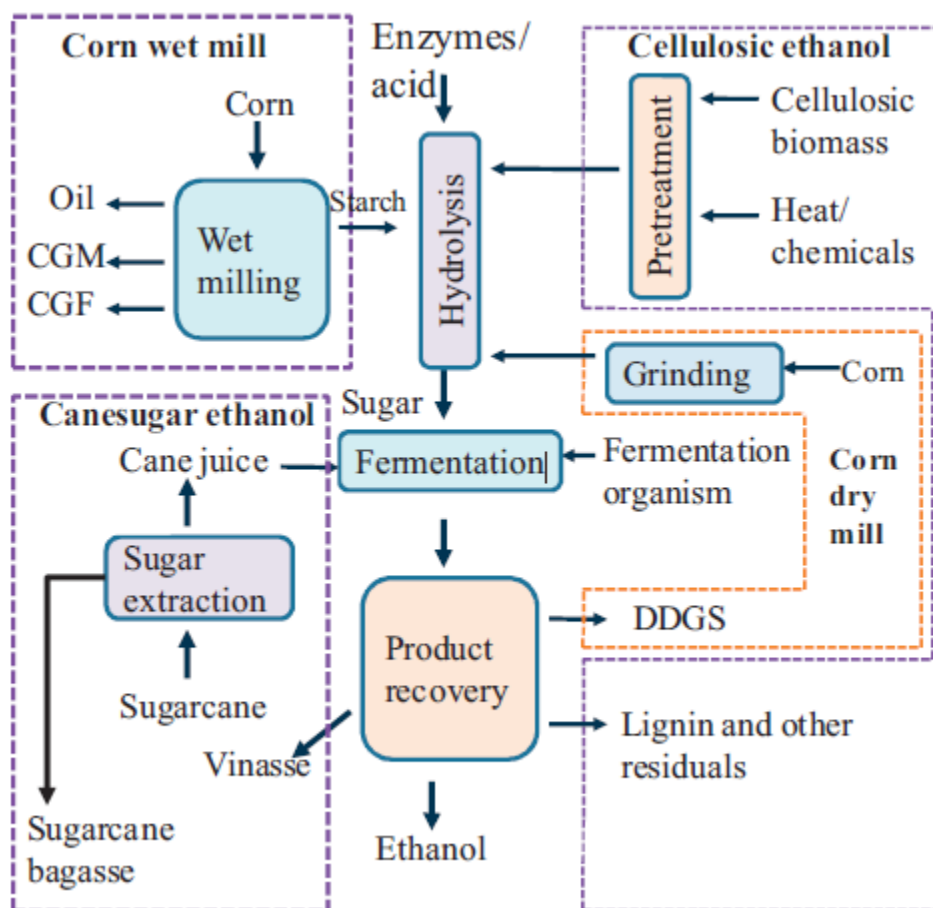 Corn wet mill
Corn
Oil
CGM
CGF
Wet
milling
Starch
Enzymes/
acid
Hydrolysis
Cellulosic ethanol
Pretreatment
Cellulosic
biomass
Heat/
chemicals
Grinding
Corn
Corn
dry
mill
Sugar
Canesugar ethanol
Cane juice
Fermentation
Fermentation
organism
Sugar
extraction
Sugarcane
Sugarcane
bagasse
Product
recovery
DDGS
Vinasse
Lignin and other
residuals
Ethanol